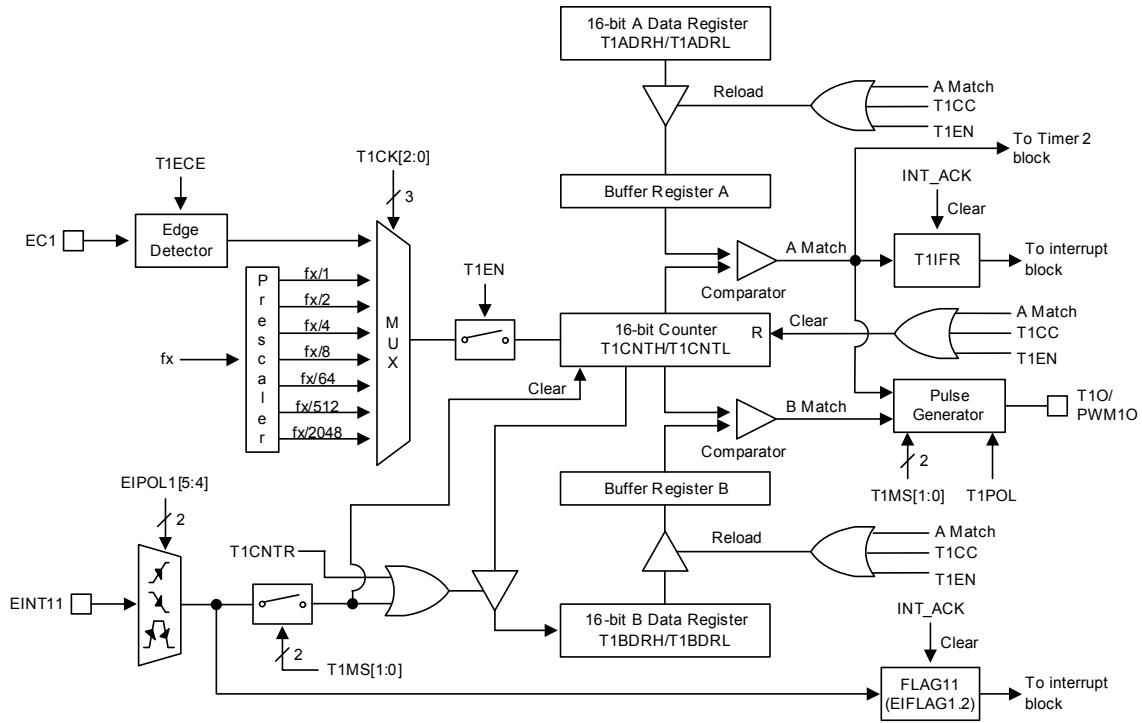 16-bit A Data Register
T1ADRH/T1ADRL
Reload
A Match
T1CC
T1EN
To Timer 2
block
T1ECE
T1CK[2:0]
3
Buffer Register A
INT_ACK
Clear
EC1
Edge
Detector
A Match
T1IFR
To interrupt
block
Comparator
Prescaler
fx/1
fx/2
fx/4
fx/8
fx/64
fx/512
fx/2048
fx
MUX
T1EN
16-bit Counter
T1CNTH/T1CNTL
R
Clear
A Match
T1CC
T1EN
Clear
B Match
Comparator
Pulse
Generator
T1O/
PWM1O
2
T1MS[1:0]
T1POL
EIPOL1[5:4]
2
Buffer Register B
Reload
A Match
T1CC
T1EN
T1CNTR
EINT11
2
T1MS[1:0]
16-bit B Data Register
T1BDRH/T1BDRL
INT_ACK
Clear
FLAG11
(EIFLAG1.2)
To interrupt
block